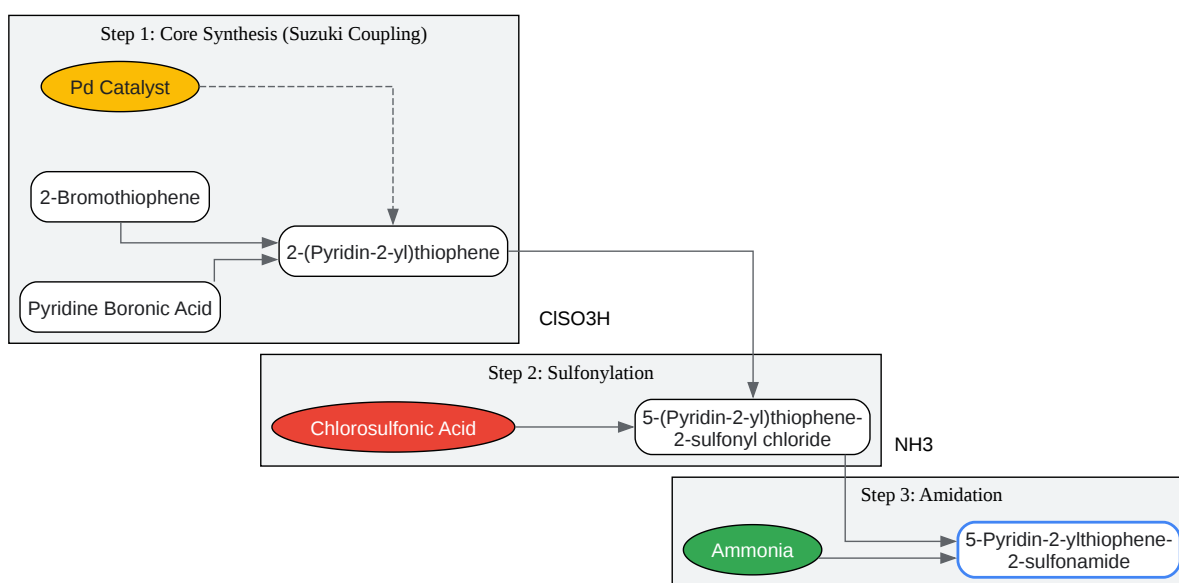 Step 1: Core Synthesis (Suzuki Coupling)
Pd Catalyst
2-Bromothiophene
2-(Pyridin-2-yl)thiophene
Pyridine Boronic Acid
ClSO3H
Step 2: Sulfonylation
Chlorosulfonic Acid
5-(Pyridin-2-yl)thiophene-
2-sulfonyl chloride
NH3
Step 3: Amidation
Ammonia
5-Pyridin-2-ylthiophene-
2-sulfonamide